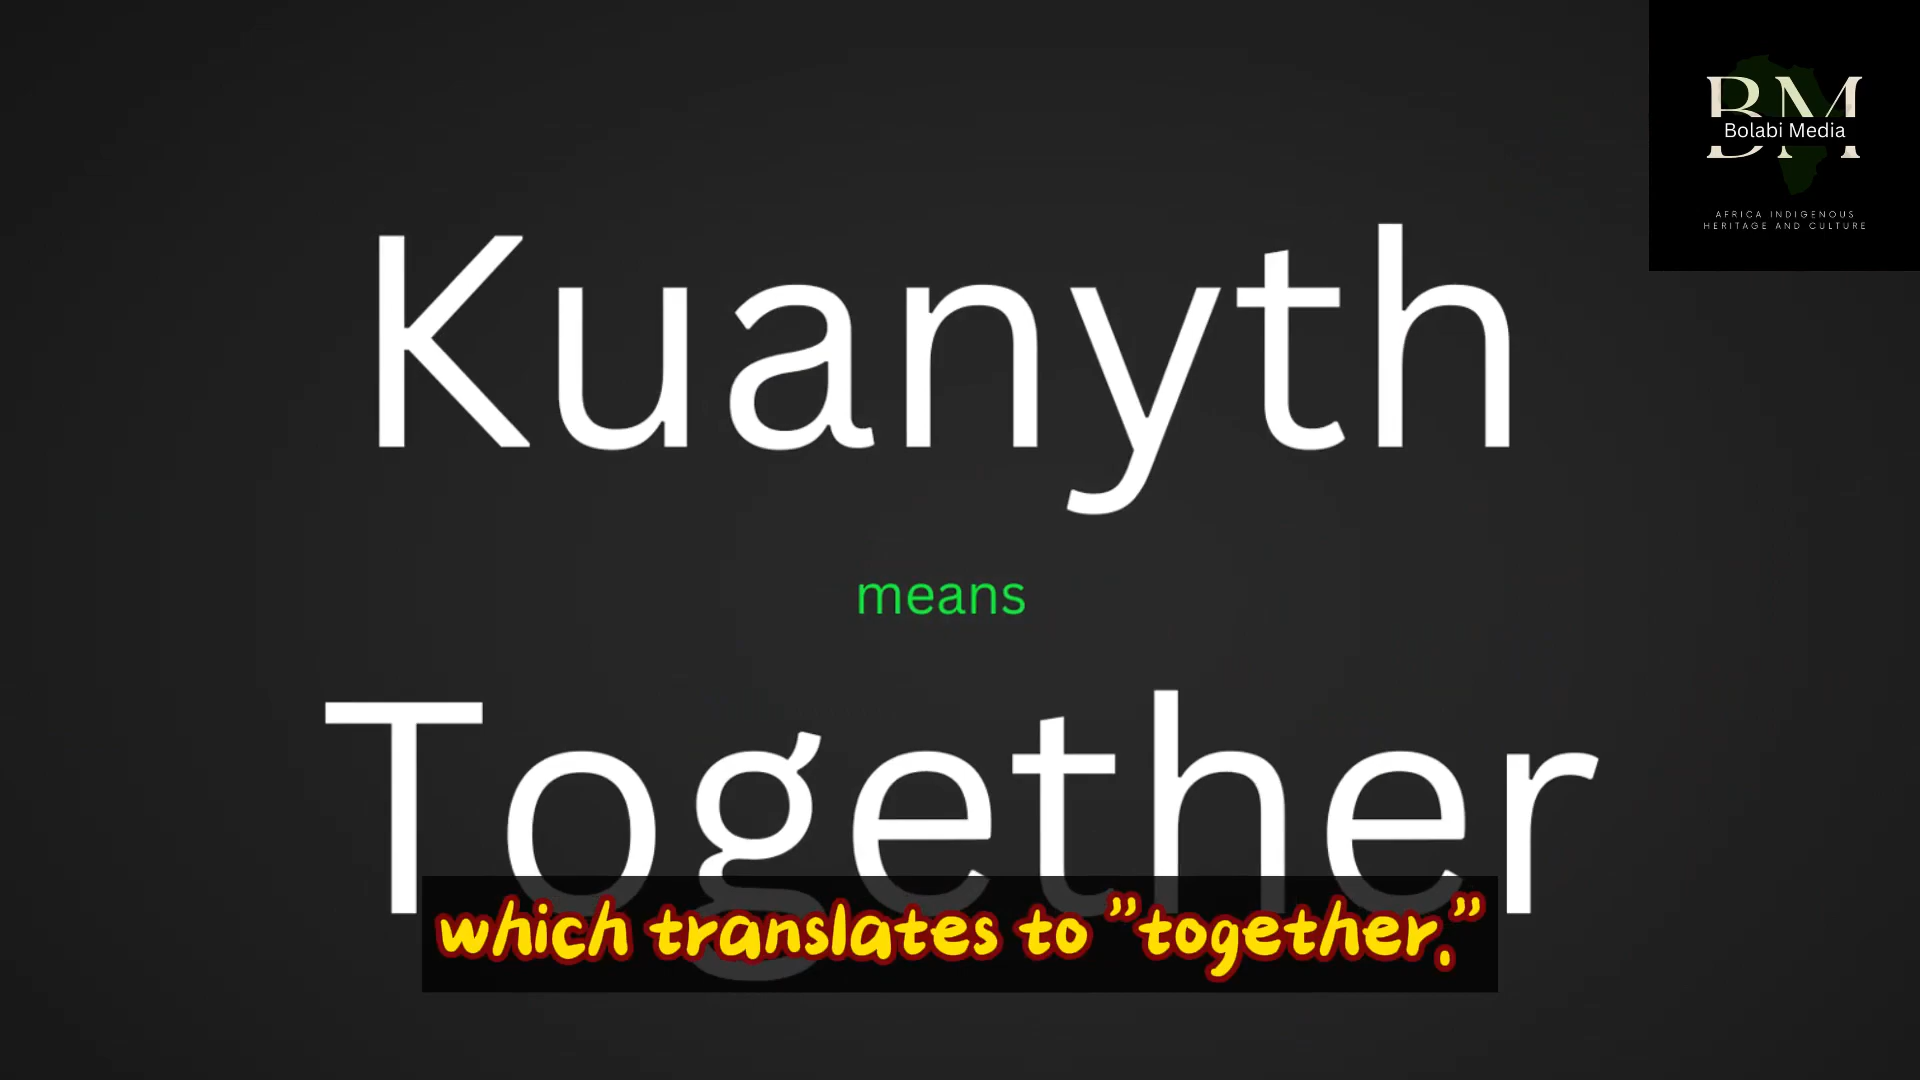 BM
Bolabi Media
AFRICA INDIGENOUS
HERITAGE AND CULTURE
Kuanyth
means
Together
which translates to "together."